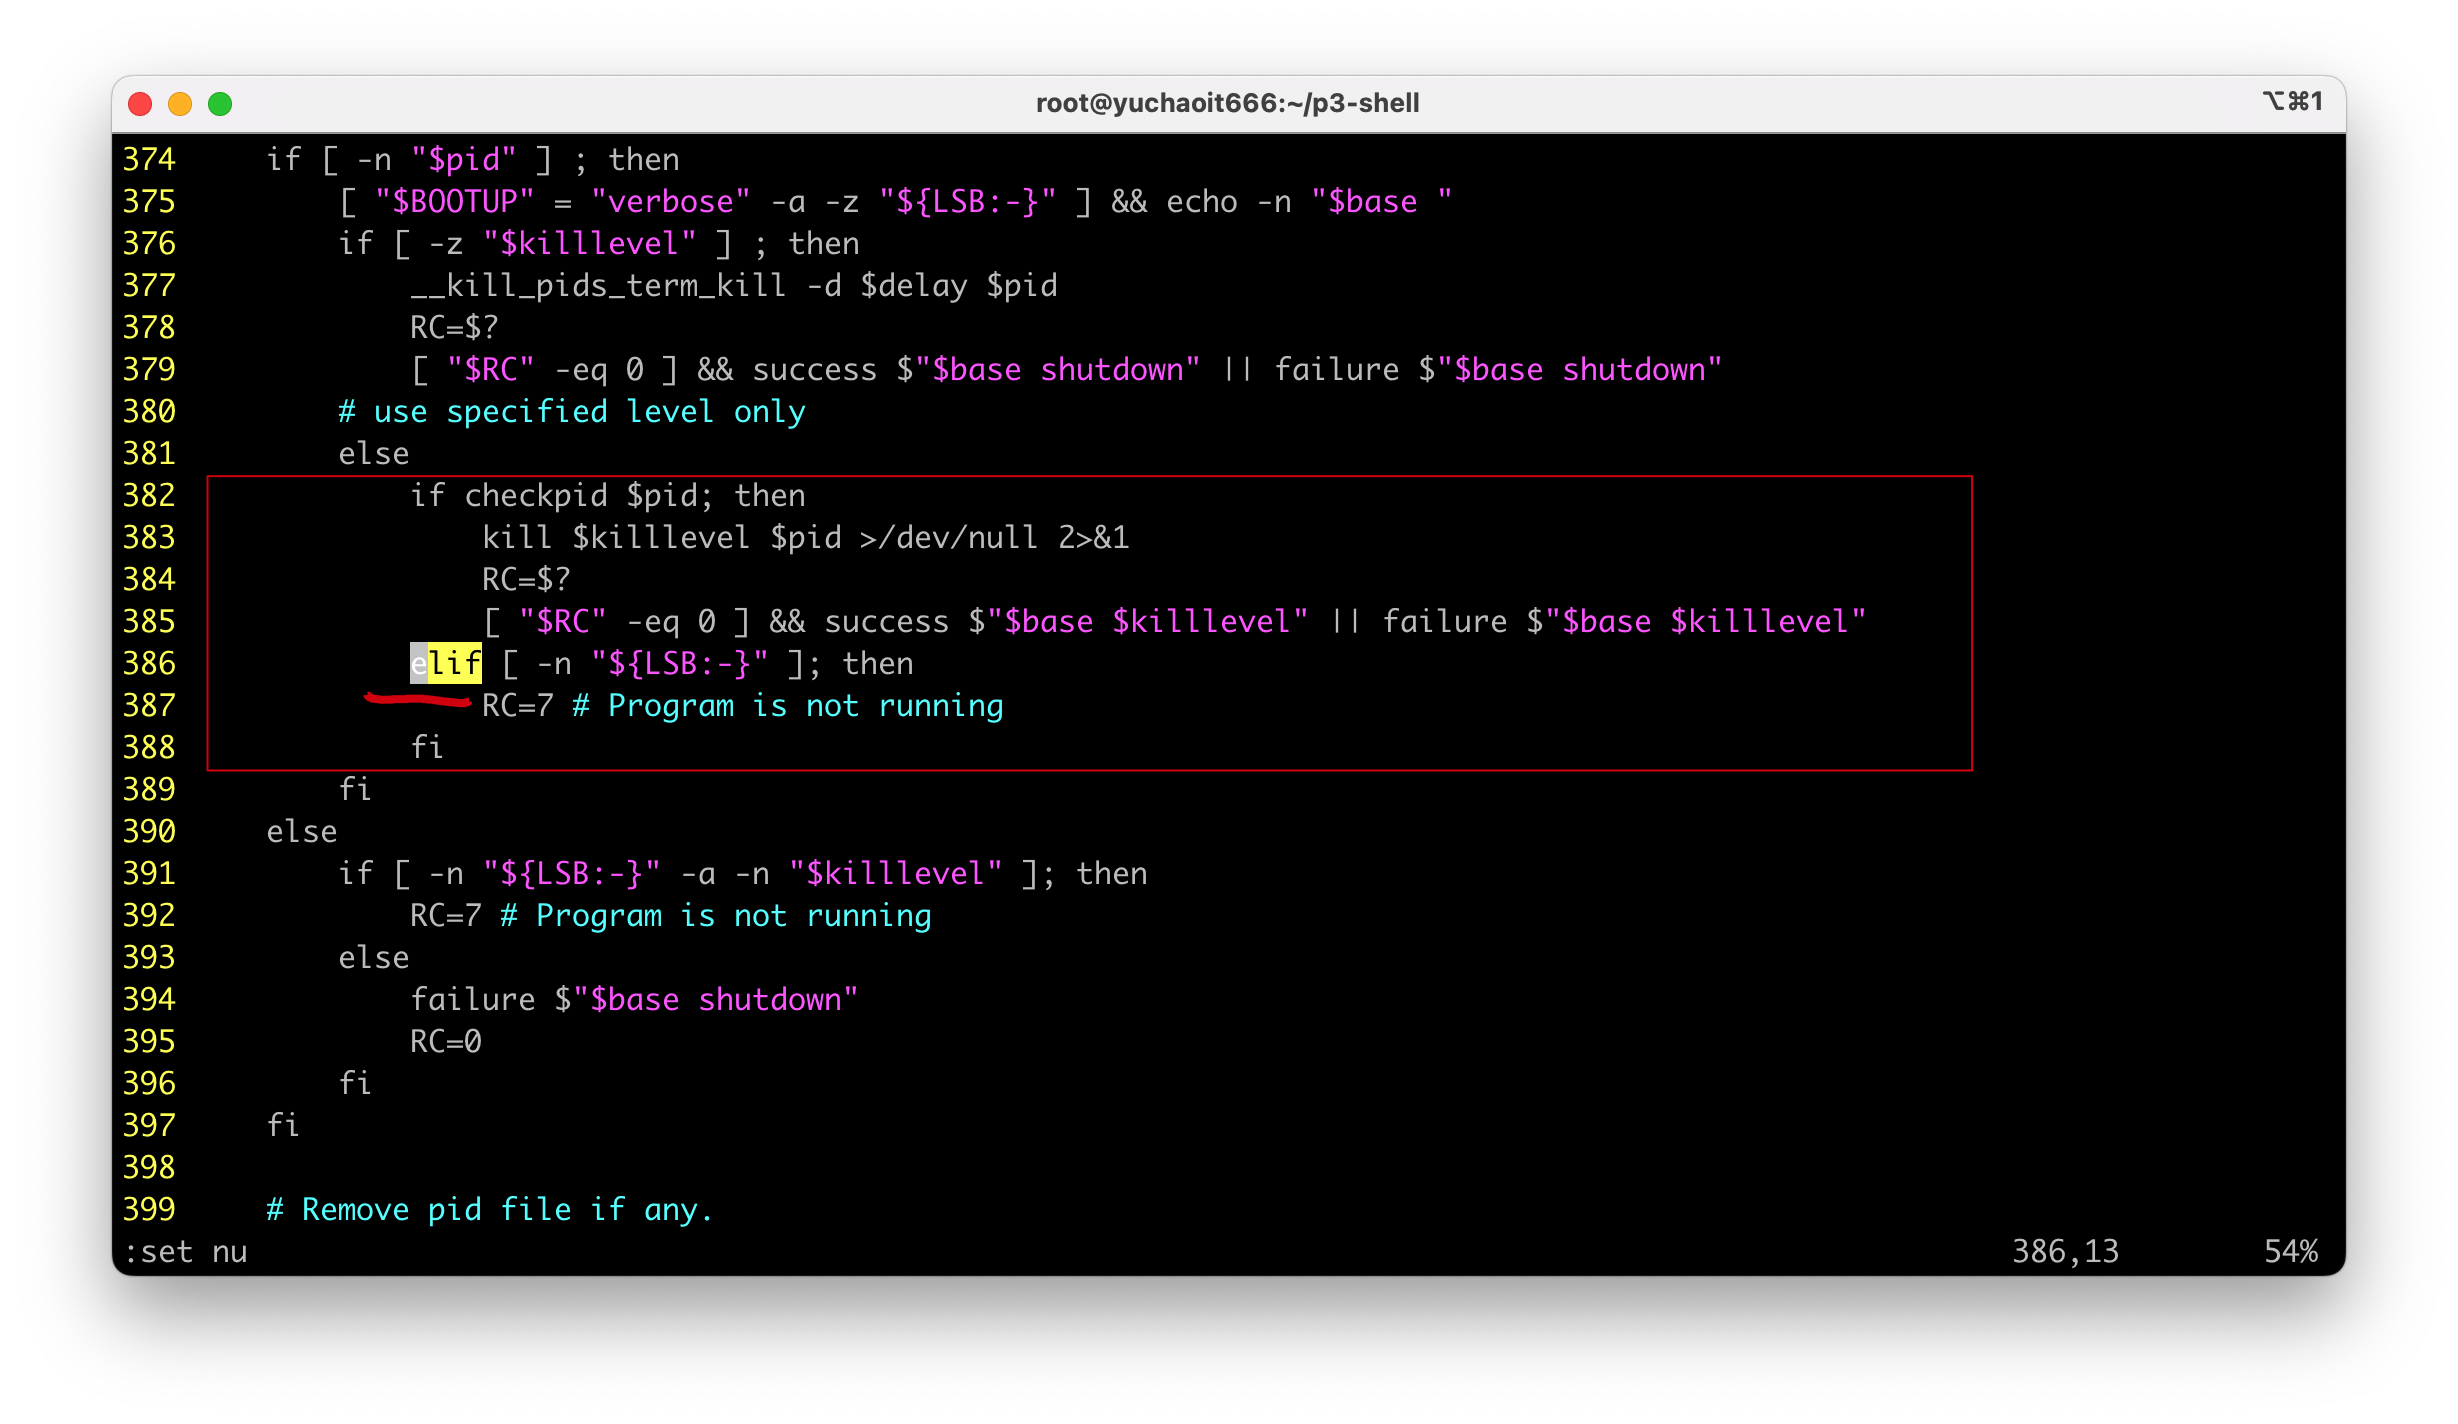 root@yuchaoit666:~/p3-shell ⌥⌘1
374     if [ -n "$pid" ] ; then
375         [ "$BOOTUP" = "verbose" -a -z "${LSB:-}" ] && echo -n "$base "
376         if [ -z "$killlevel" ] ; then
377             __kill_pids_term_kill -d $delay $pid
378             RC=$?
379             [ "$RC" -eq 0 ] && success $"$base shutdown" || failure $"$base shutdown"
380         # use specified level only
381         else
382             if checkpid $pid; then
383                 kill $killlevel $pid >/dev/null 2>&1
384                 RC=$?
385                 [ "$RC" -eq 0 ] && success $"$base $killlevel" || failure $"$base $killlevel"
386             elif [ -n "${LSB:-}" ]; then
387                 RC=7 # Program is not running
388             fi
389         fi
390     else
391         if [ -n "${LSB:-}" -a -n "$killlevel" ]; then
392             RC=7 # Program is not running
393         else
394             failure $"$base shutdown"
395             RC=0
396         fi
397     fi
398
399     # Remove pid file if any.
:set nu 386,13 54%